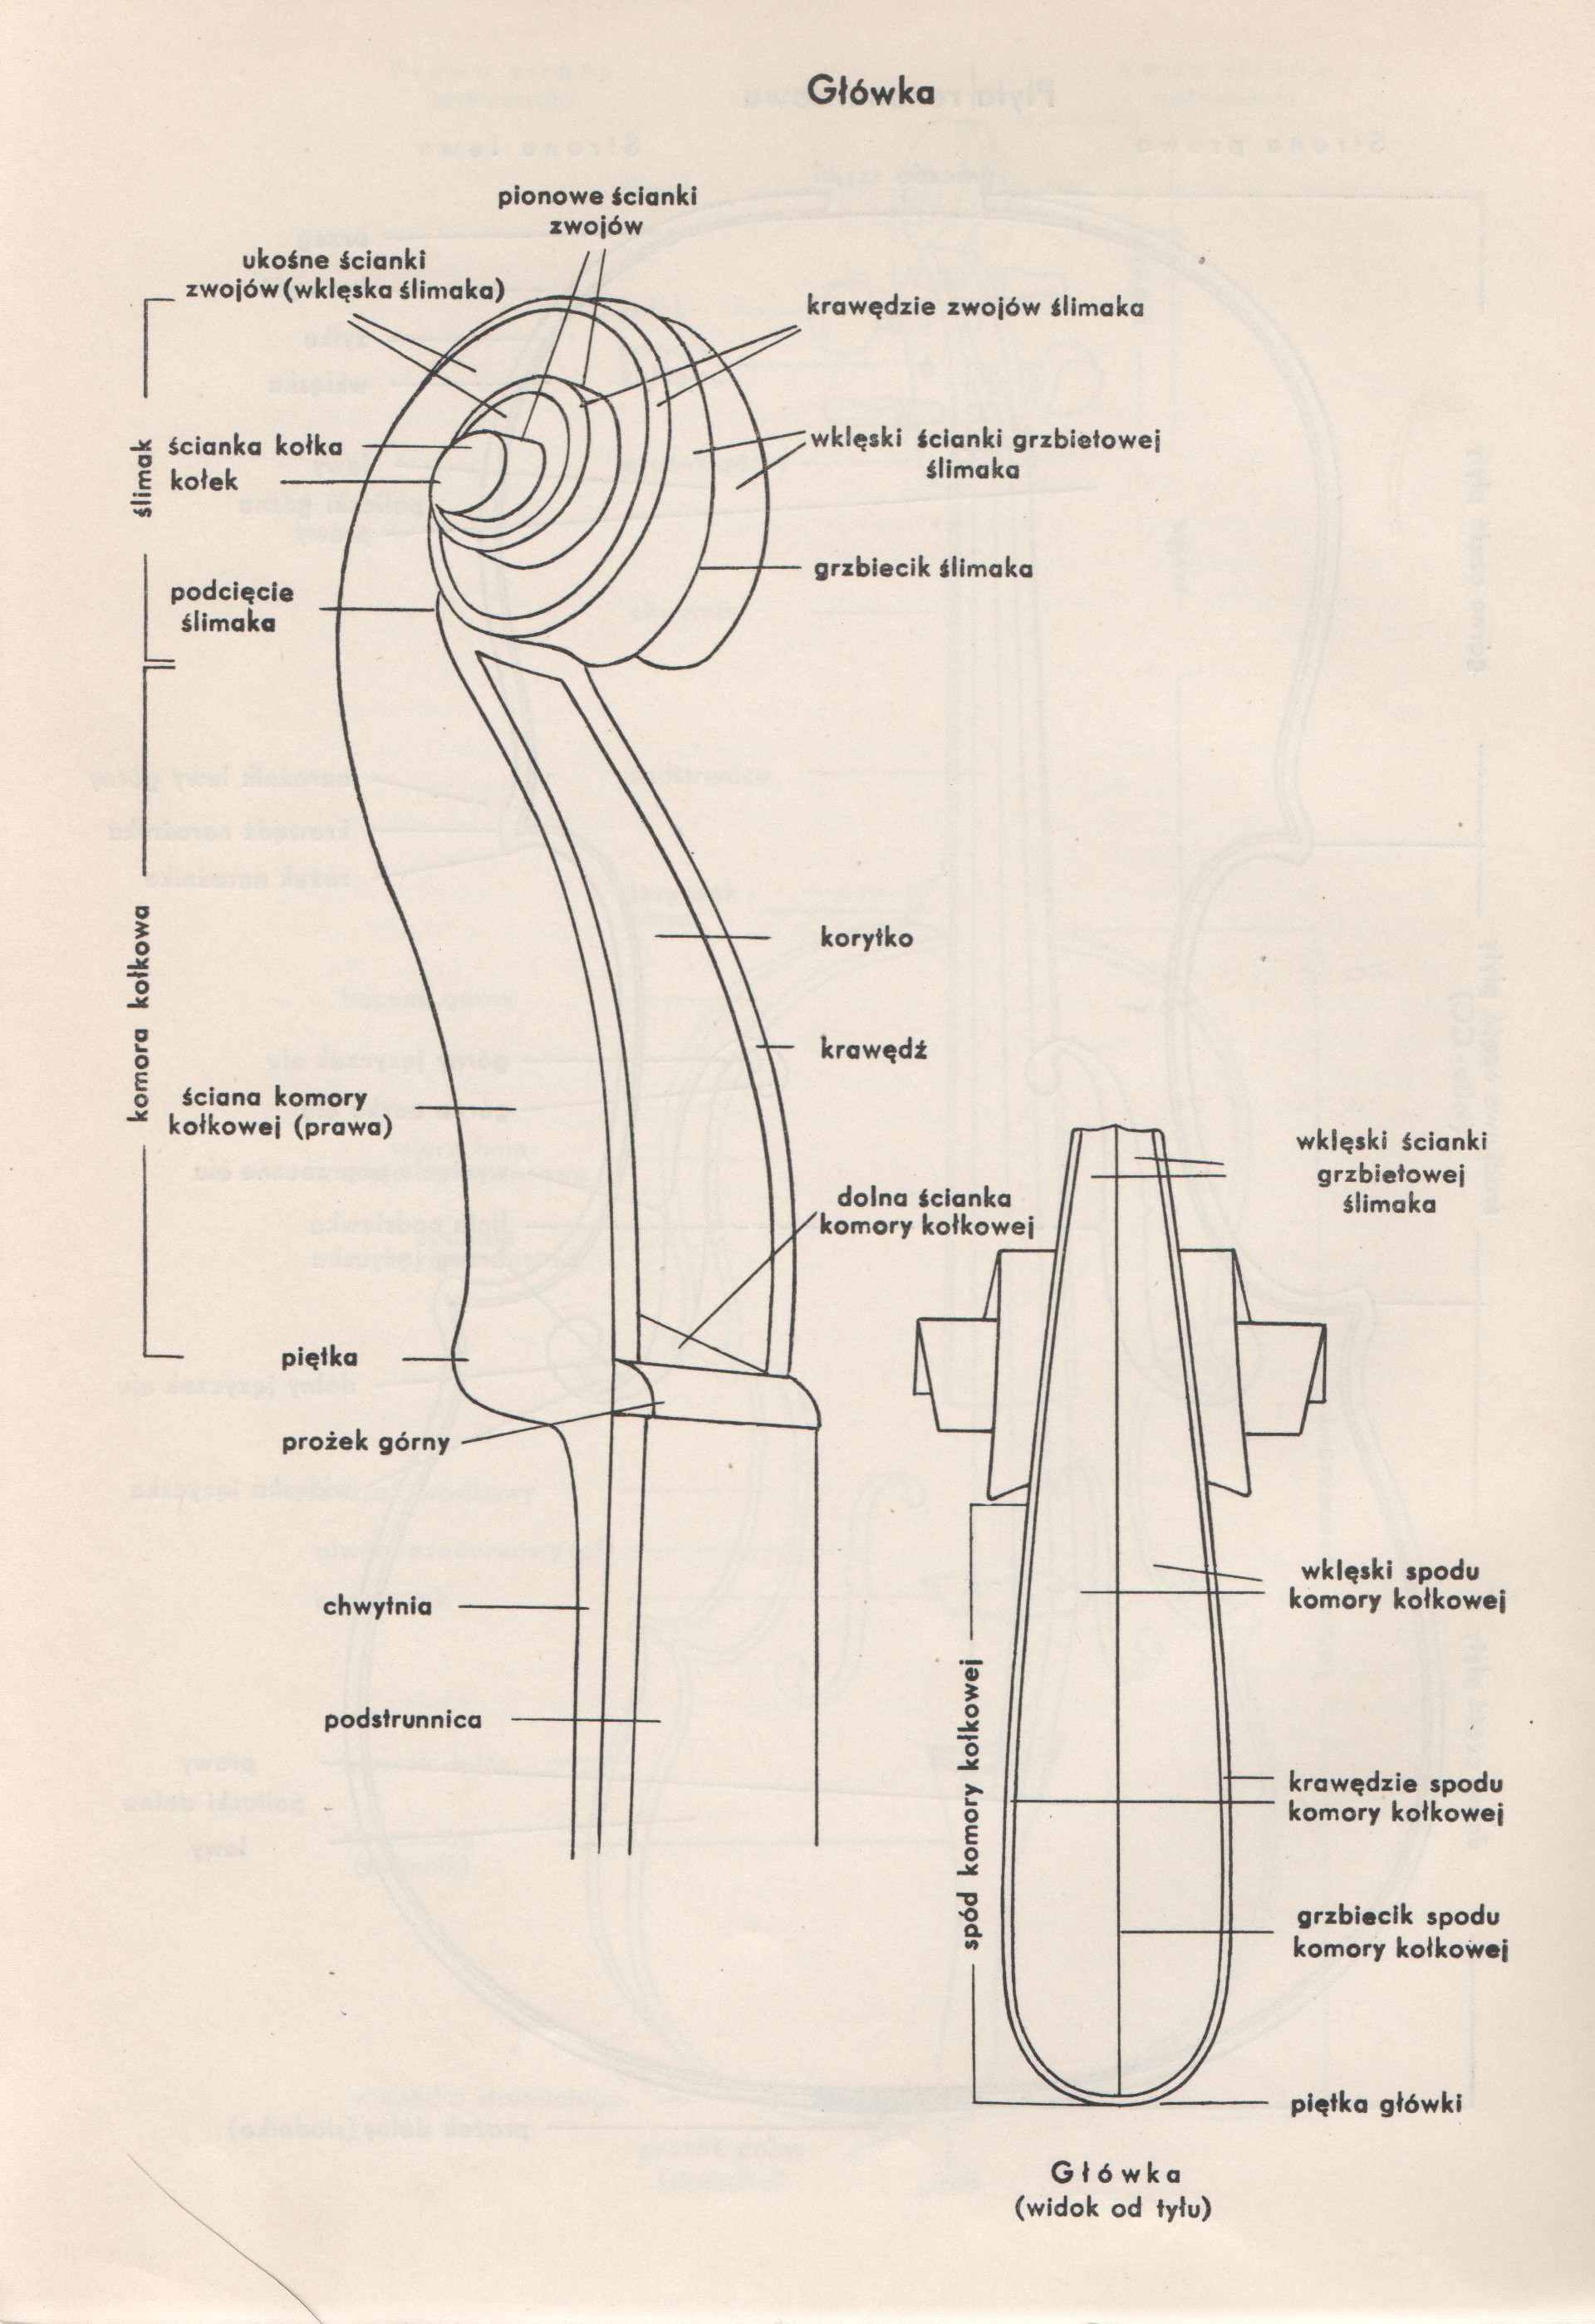 Główka
pionowe ścianki
zwojów
ukośne ścianki
zwojów (wklęska ślimaka)
krawędzie zwojów ślimaka
ślimak
ścianka kołka
kołek
wklęski ścianki grzbietowej
ślimaka
grzbiecik ślimaka
podcięcie
ślimaka
komora kołkowa
korytko
krawędź
ściana komory
kołkowej (prawa)
dolna ścianka
komory kołkowej
piętka
prożek górny
chwytnia
podstrunnica
wklęski ścianki
grzbietowej
ślimaka
wklęski spodu
komory kołkowej
spód komory kołkowej
krawędzie spodu
komory kołkowej
grzbiecik spodu
komory kołkowej
piętka główki
Główka
(widok od tyłu)